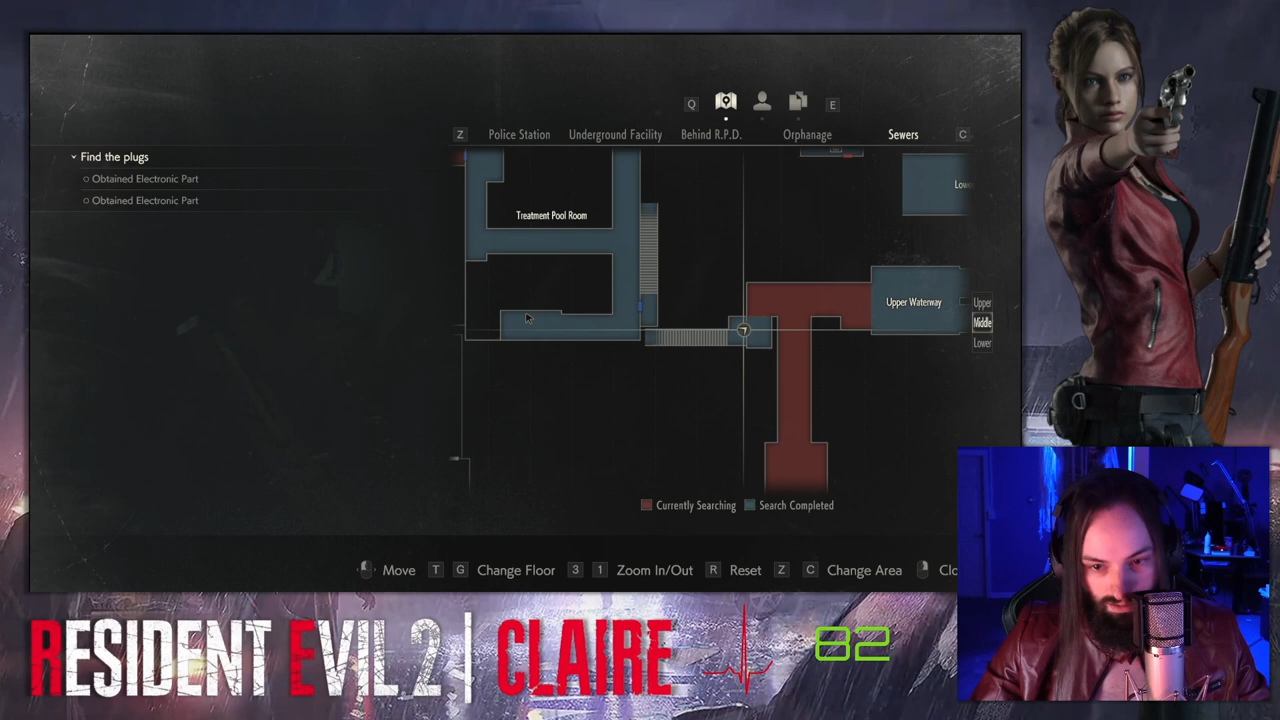 Q
E
Z Police Station Underground Facility Behind R.P.D. Orphanage Sewers C
Find the plugs
Obtained Electronic Part
Obtained Electronic Part
Treatment Pool Room
Upper Waterway
Upper
Middle
Lower
Currently Searching Search Completed
Move T G Change Floor 3 1 Zoom In/Out R Reset Z C Change Area
RESIDENT EVIL 2 | CLAIRE 82